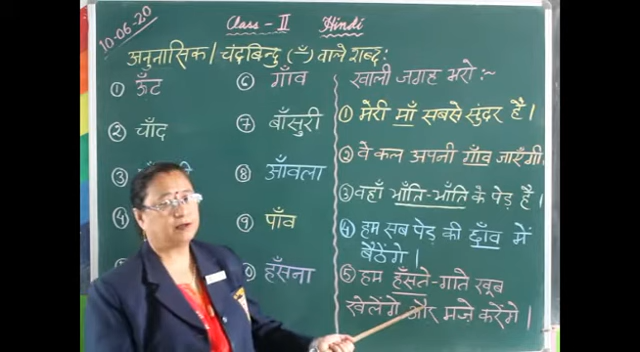 10-06-20
Class - II Hindi
अनुनासिक / चंद्रबिन्दु (ँ) वाले शब्द:
① ऊँट
② चाँद
③
④
⑥ गाँव
⑦ बाँसुरी
⑧ आँवला
⑨ पाँव
हँसना
खाली जगह भरो :~
① मेरी माँ सबसे सुंदर है।
② वे कल अपनी गाँव जाएँगी।
③ वहाँ भाँति-भाँति के पेड़ है।
④ हम सब पेड़ की छाँव में
बैठेंगे।
⑤ हम हँसते-गाते खूब
खेलेंगे और मज़े करेंगे।